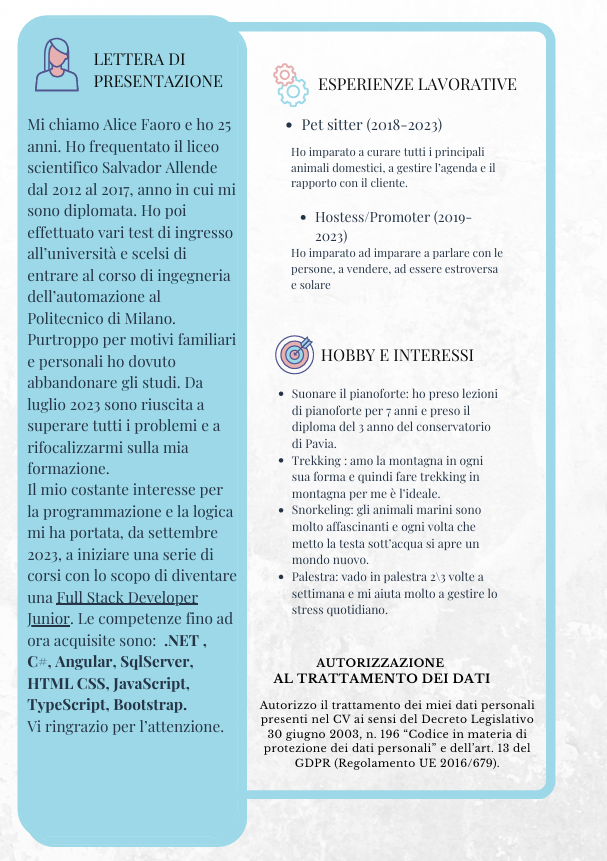 LETTERA DI
PRESENTAZIONE
Mi chiamo Alice Faoro e ho 25
anni. Ho frequentato il liceo
scientifico Salvador Allende
dal 2012 al 2017, anno in cui mi
sono diplomata. Ho poi
effettuato vari test di ingresso
all'università e scelsi di
entrare al corso di ingegneria
dell'automazione al
Politecnico di Milano.
Purtroppo per motivi familiari
e personali ho dovuto
abbandonare gli studi. Da
luglio 2023 sono riuscita a
superare tutti i problemi e a
rifocalizzarmi sulla mia
formazione.
Il mio costante interesse per
la programmazione e la logica
mi ha portata, da settembre
2023, a iniziare una serie di
corsi con lo scopo di diventare
una Full Stack Developer
Junior. Le competenze fino ad
ora acquisite sono:  .NET ,
C#, Angular, SqlServer,
HTML CSS, JavaScript,
TypeScript, Bootstrap.
Vi ringrazio per l'attenzione.
ESPERIENZE LAVORATIVE
• Pet sitter (2018-2023)
Ho imparato a curare tutti i principali
animali domestici, a gestire l'agenda e il
rapporto con il cliente.
• Hostess/Promoter (2019-
2023)
Ho imparato ad imparare a parlare con le
persone, a vendere, ad essere estroversa
e solare
HOBBY E INTERESSI
• Suonare il pianoforte: ho preso lezioni
di pianoforte per 7 anni e preso il
diploma del 3 anno del conservatorio
di Pavia.
• Trekking : amo la montagna in ogni
sua forma e quindi fare trekking in
montagna per me è l'ideale.
• Snorkeling: gli animali marini sono
molto affascinanti e ogni volta che
metto la testa sott'acqua si apre un
mondo nuovo.
• Palestra: vado in palestra 2\3 volte a
settimana e mi aiuta molto a gestire lo
stress quotidiano.
AUTORIZZAZIONE
AL TRATTAMENTO DEI DATI
Autorizzo il trattamento dei miei dati personali
presenti nel CV ai sensi del Decreto Legislativo
30 giugno 2003, n. 196 “Codice in materia di
protezione dei dati personali” e dell'art. 13 del
GDPR (Regolamento UE 2016/679).